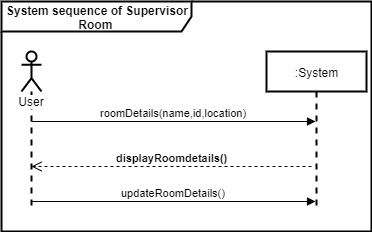 System sequence of Supervisor
Room
:System
User
roomDetails(name,id,location)
displayRoomdetails()
updateRoomDetails()